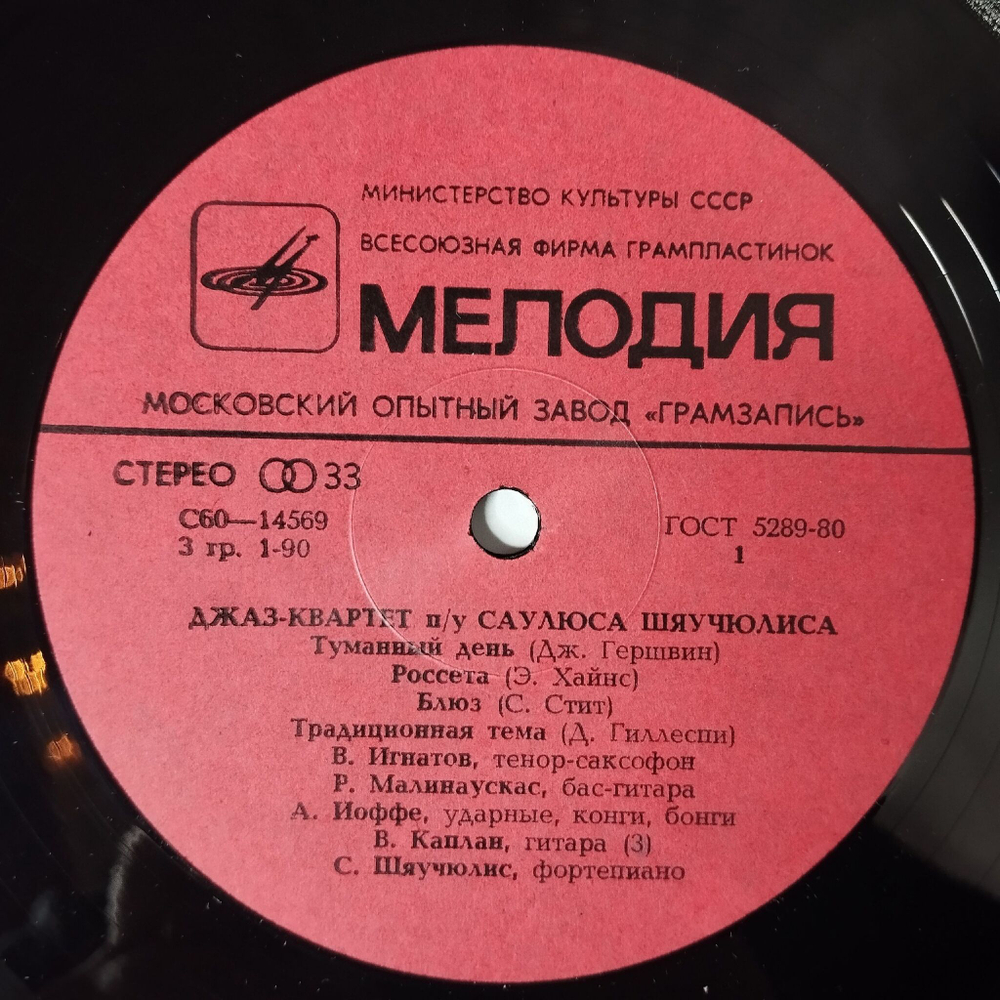 МИНИСТЕРСТВО КУЛЬТУРЫ СССР
ВСЕСОЮЗНАЯ ФИРМА ГРАМПЛАСТИНОК
МЕЛОДИЯ
МОСКОВСКИЙ ОПЫТНЫЙ ЗАВОД «ГРАМЗАПИСЬ»
СТЕРЕО 33
С60—14569
3 гр. 1-90
ГОСТ 5289-80
1
ДЖАЗ-КВАРТЕТ п/у САУЛЮСА ШЯУЧЮЛИСА
Туманный день (Дж. Гершвин)
Россета (Э. Хайнс)
Блюз (С. Стит)
Традиционная тема (Д. Гиллеспи)
В. Игнатов, тенор-саксофон
Р. Малинаускас, бас-гитара
А. Иоффе, ударные, конги, бонги
В. Каплан, гитара (3)
С. Шяучюлис, фортепиано